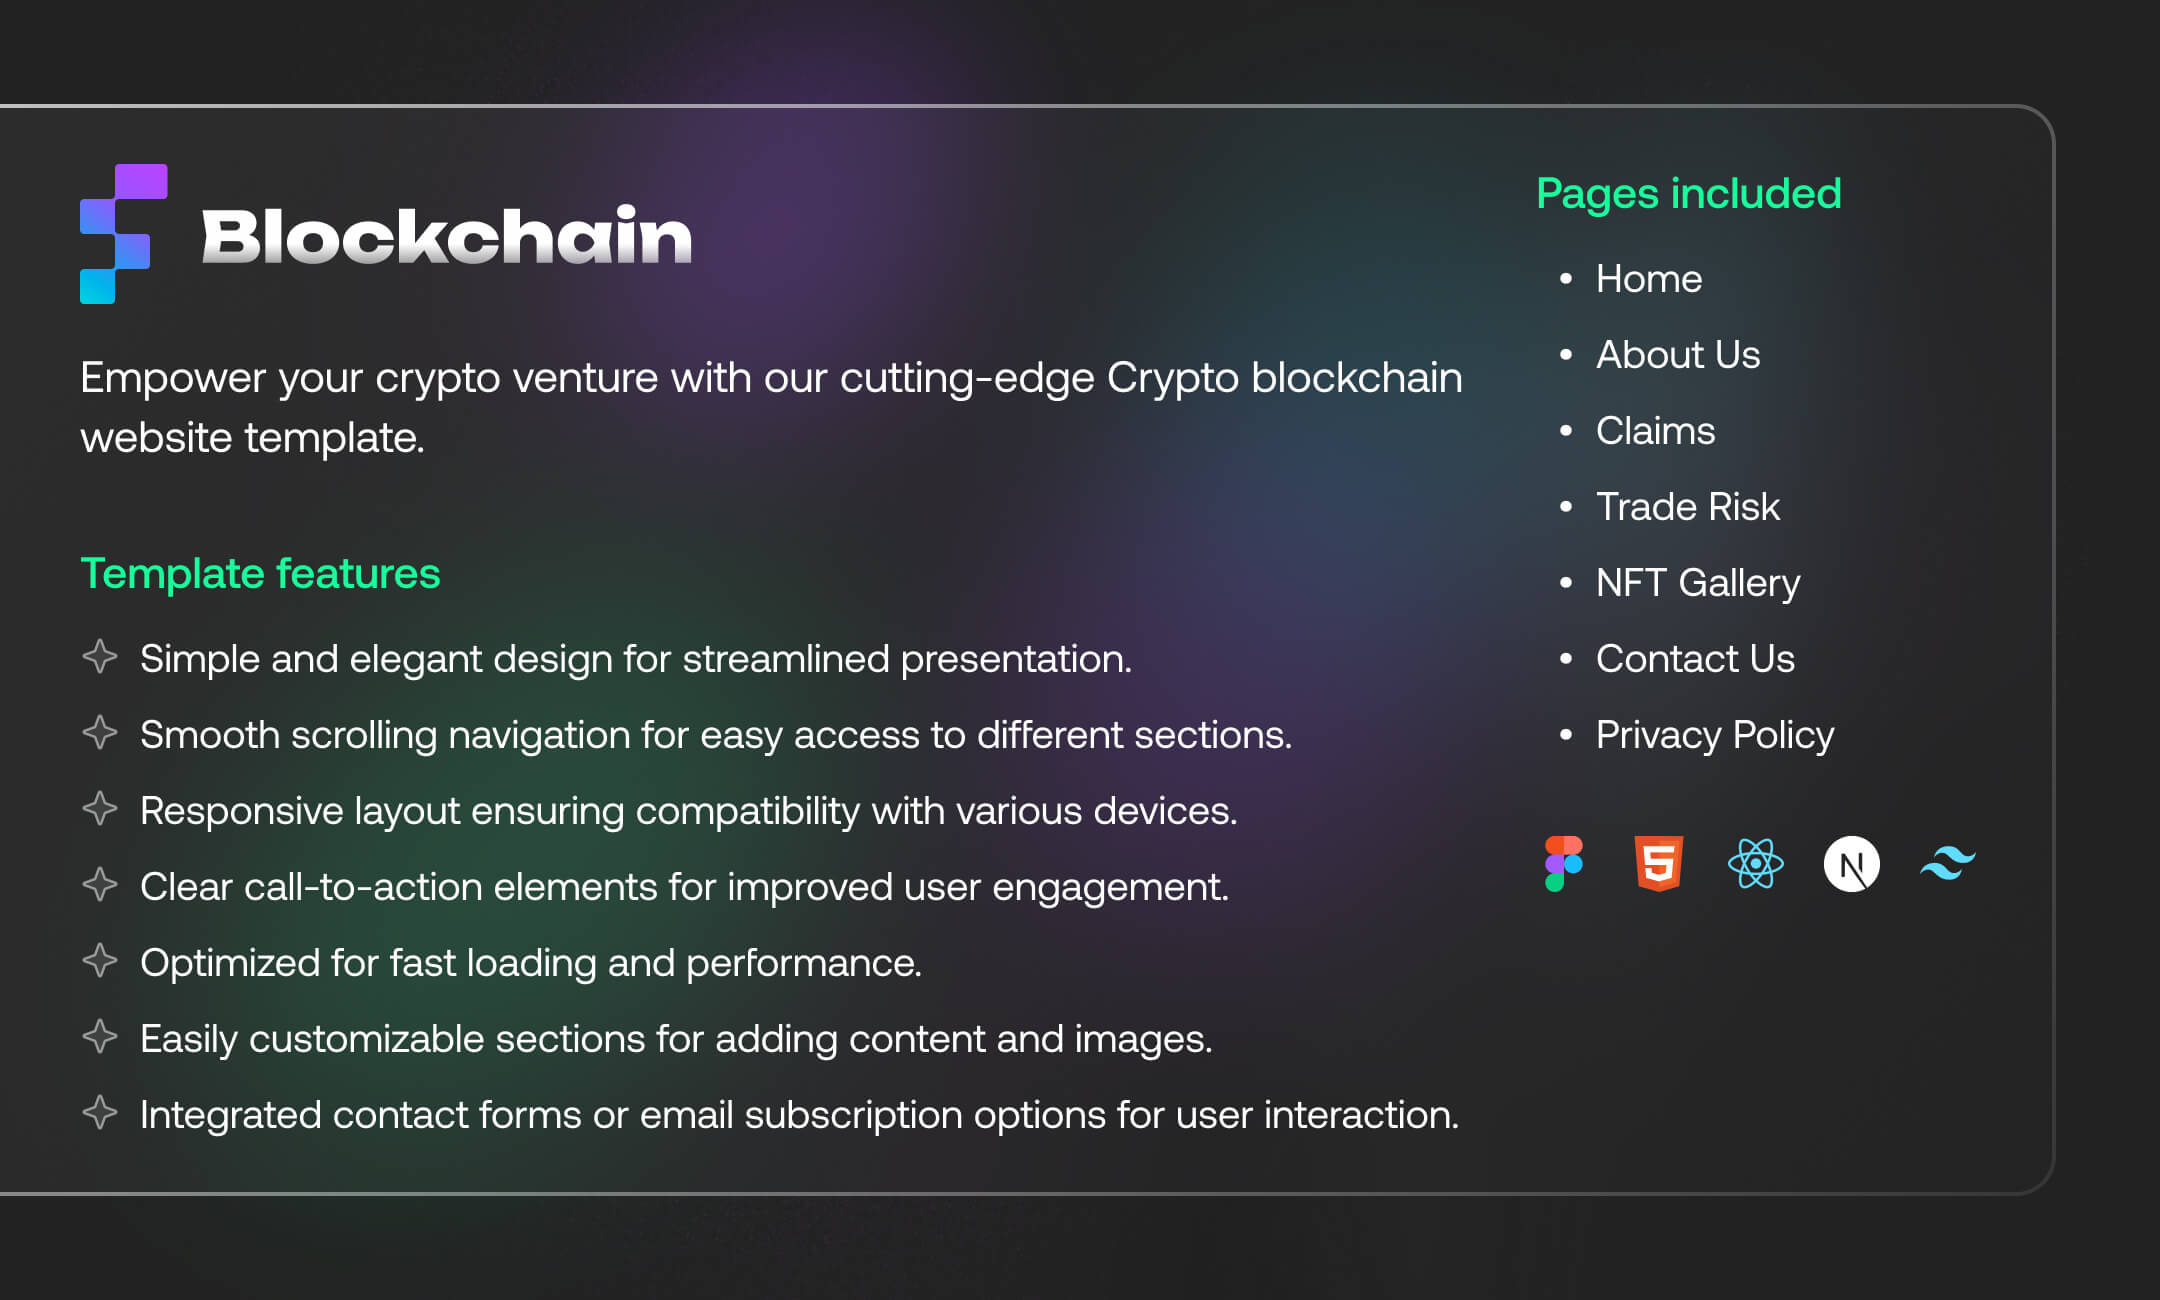 Blockchain
Empower your crypto venture with our cutting-edge Crypto blockchain
website template.
Template features
Simple and elegant design for streamlined presentation.
Smooth scrolling navigation for easy access to different sections.
Responsive layout ensuring compatibility with various devices.
Clear call-to-action elements for improved user engagement.
Optimized for fast loading and performance.
Easily customizable sections for adding content and images.
Integrated contact forms or email subscription options for user interaction.
Pages included
• Home
• About Us
• Claims
• Trade Risk
• NFT Gallery
• Contact Us
• Privacy Policy